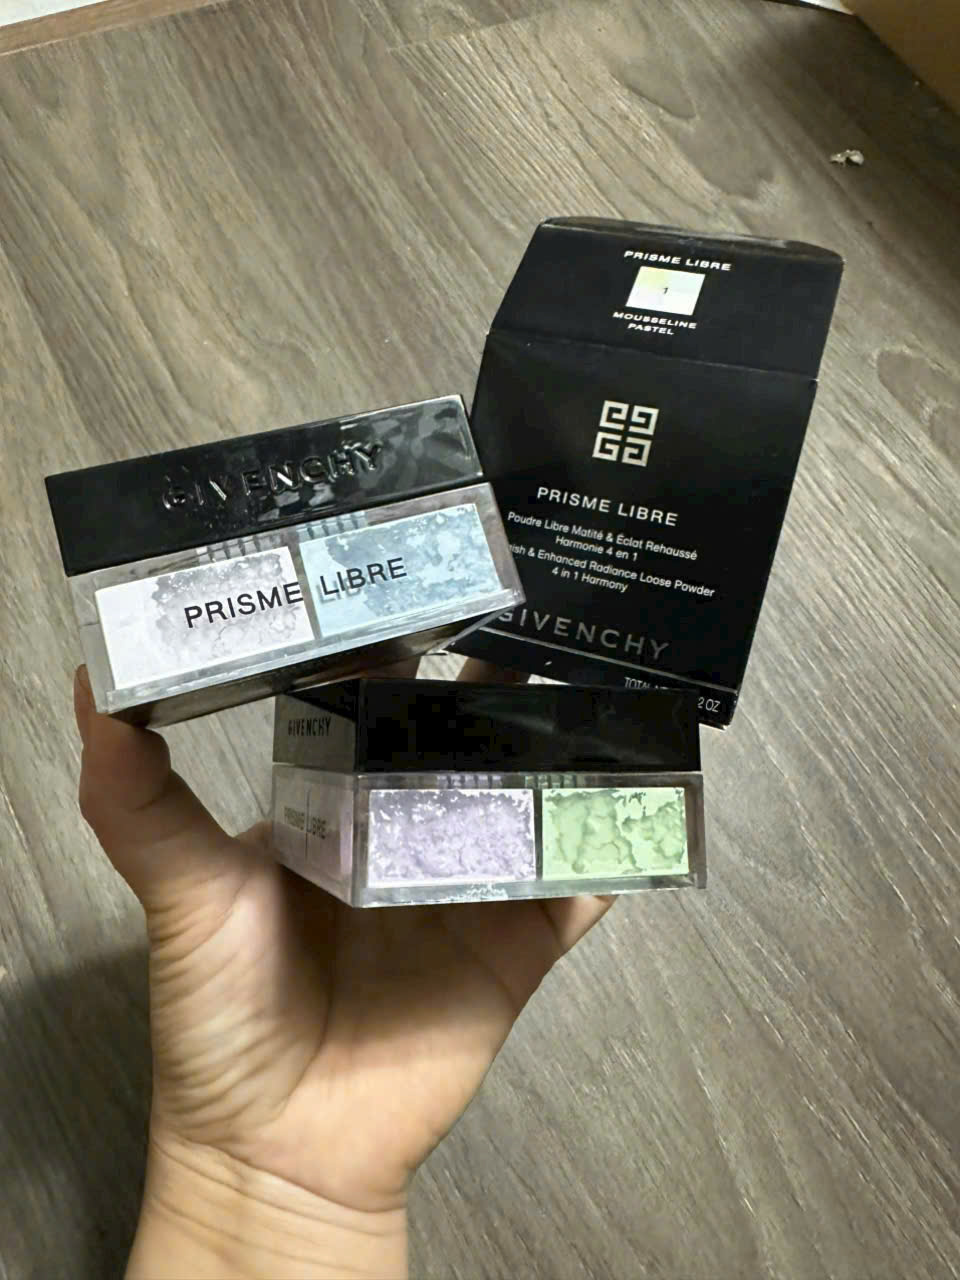 PRISME LIBRE
1
MOUSSELINE
PASTEL
PRISME LIBRE
Poudre Libre Matité & Éclat Rehaussé
Harmonie 4 en 1
& Enhanced Radiance Loose Powder
4 in 1 Harmony
GIVENCHY
GIVENCHY
PRISME LIBRE
GIVENCHY
PRISME LIBRE